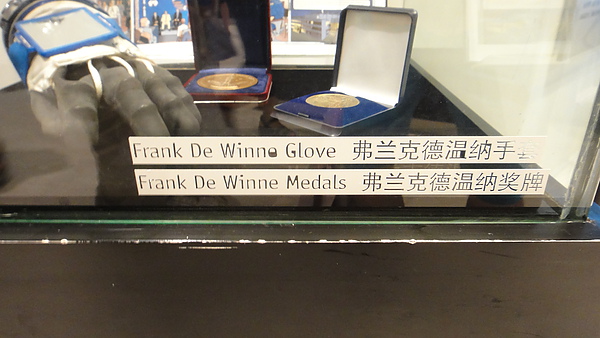 Frank De Winne Glove 弗兰克德温纳手套
Frank De Winne Medals 弗兰克德温纳奖牌